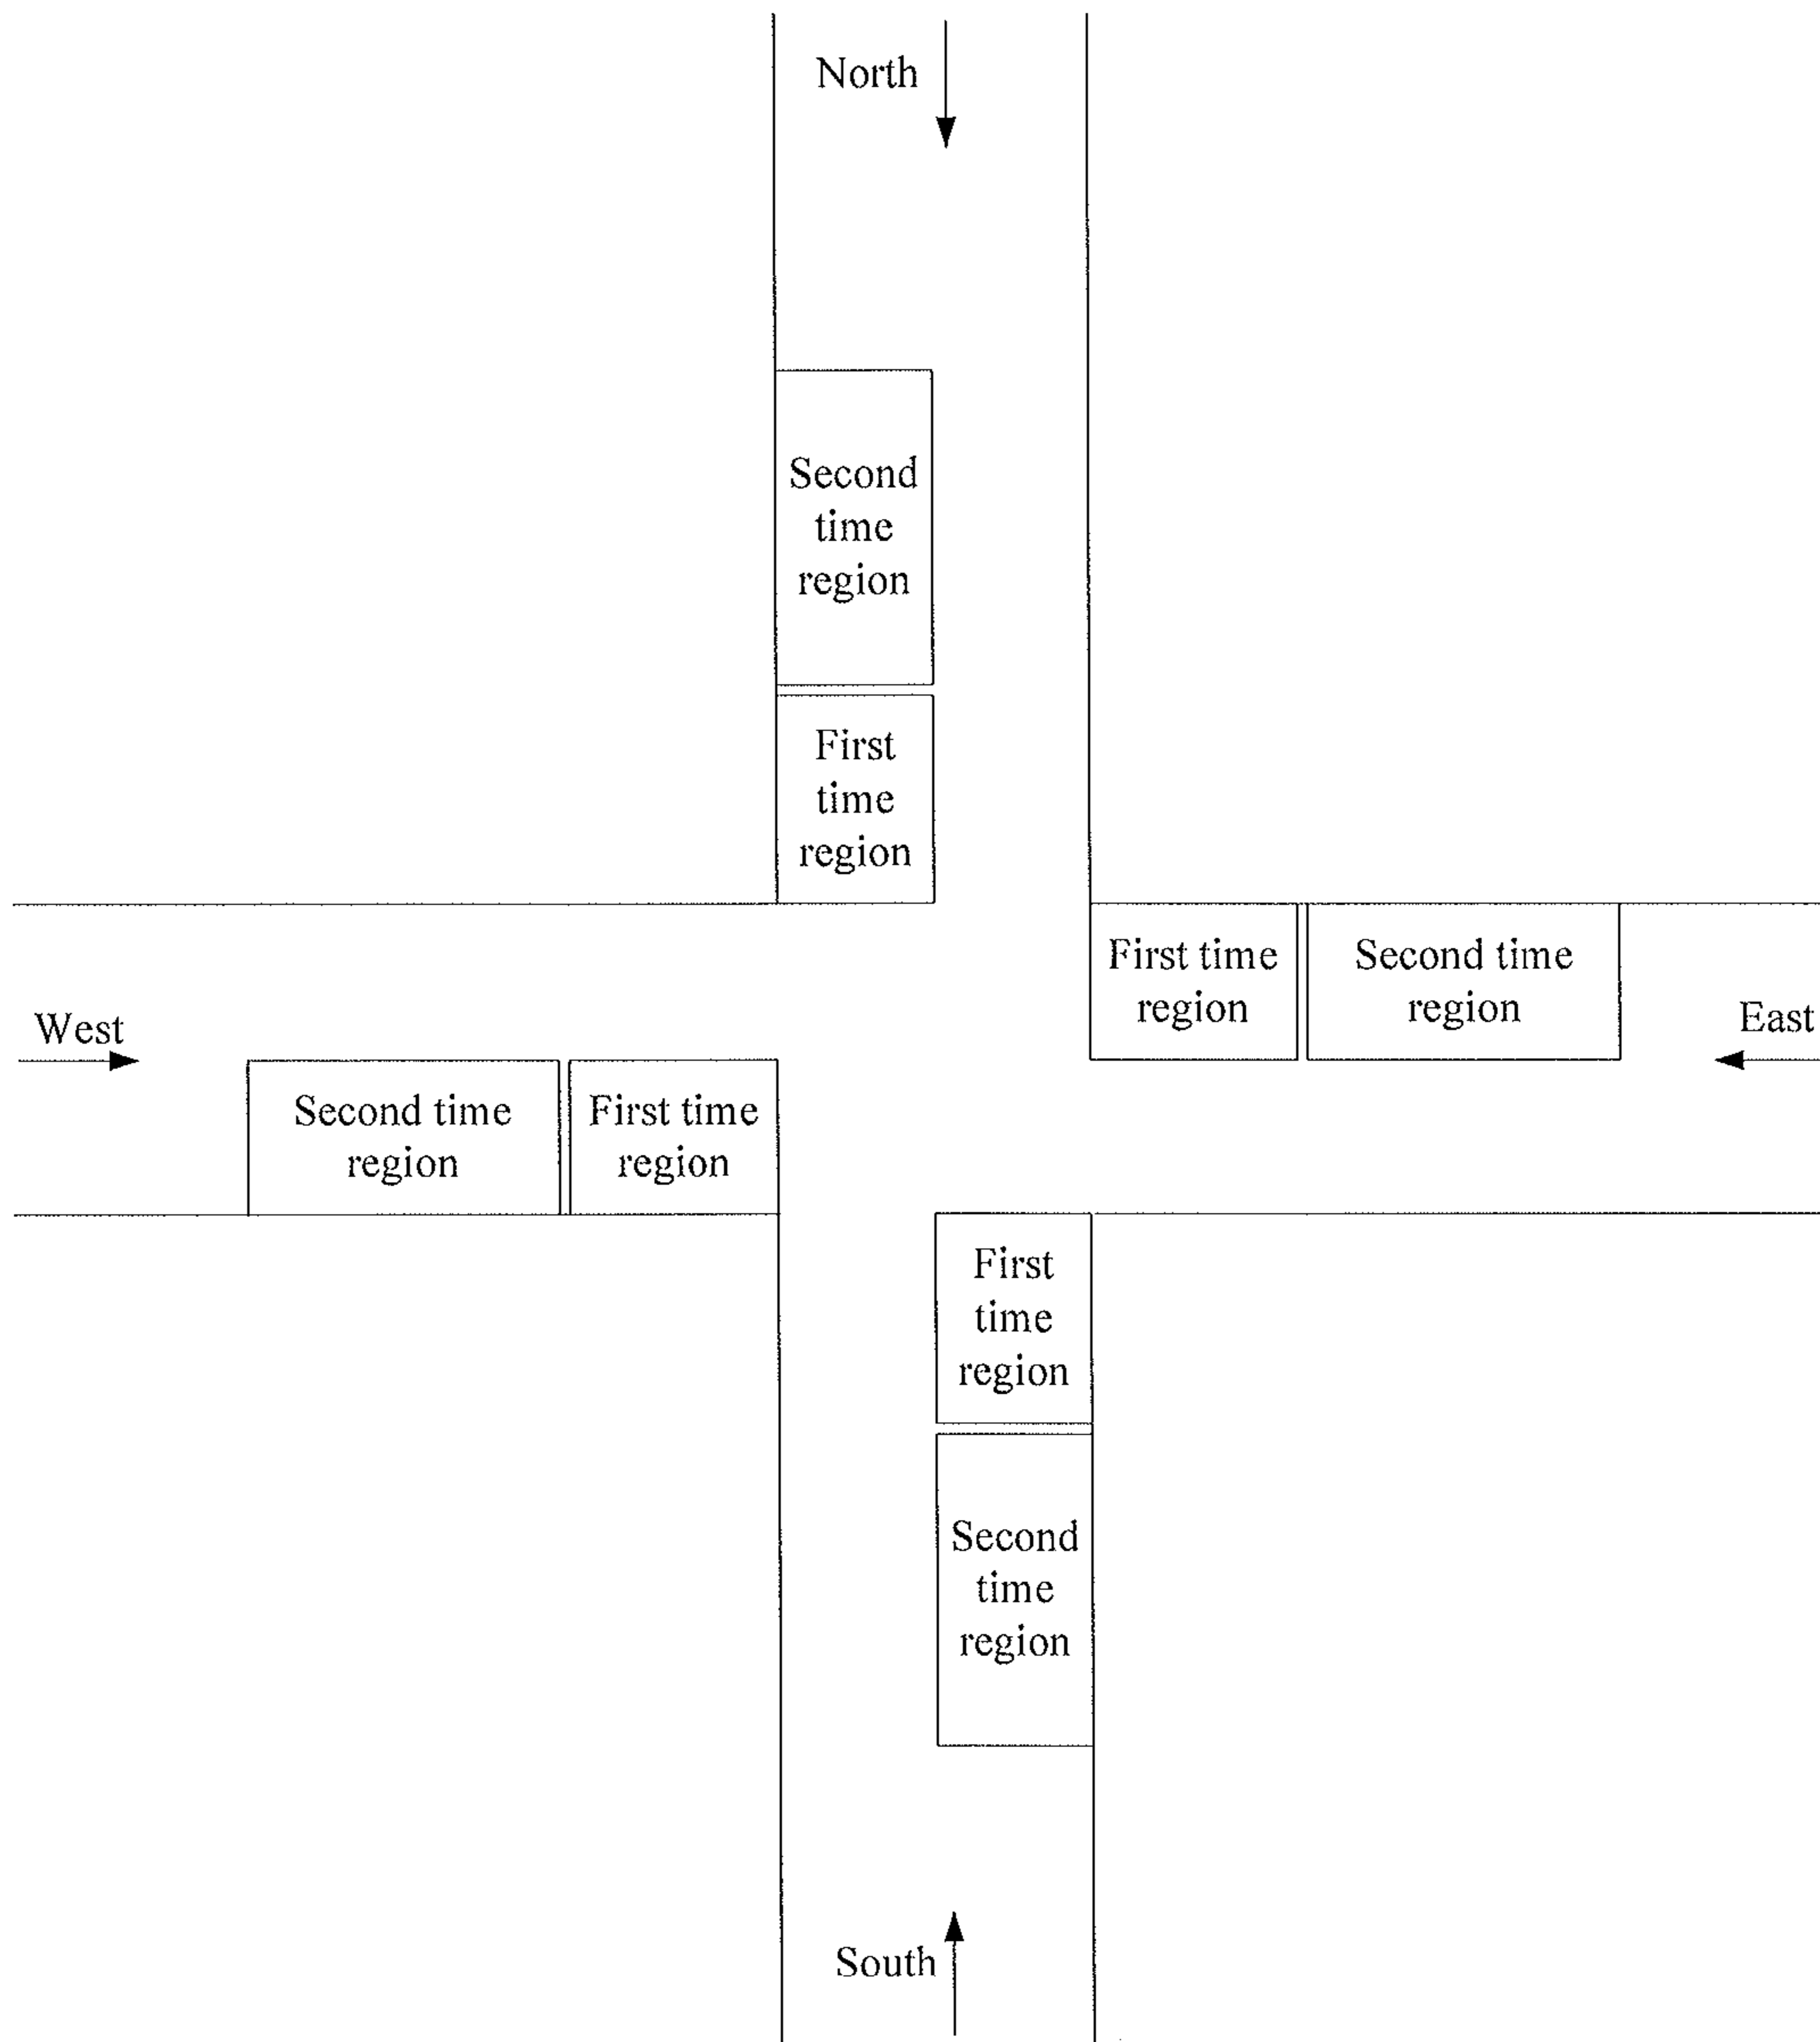 North
Second
time
region
First
time
region
First time
region
Second time
region
West
East
Second time
region
First time
region
First
time
region
Second
time
region
South